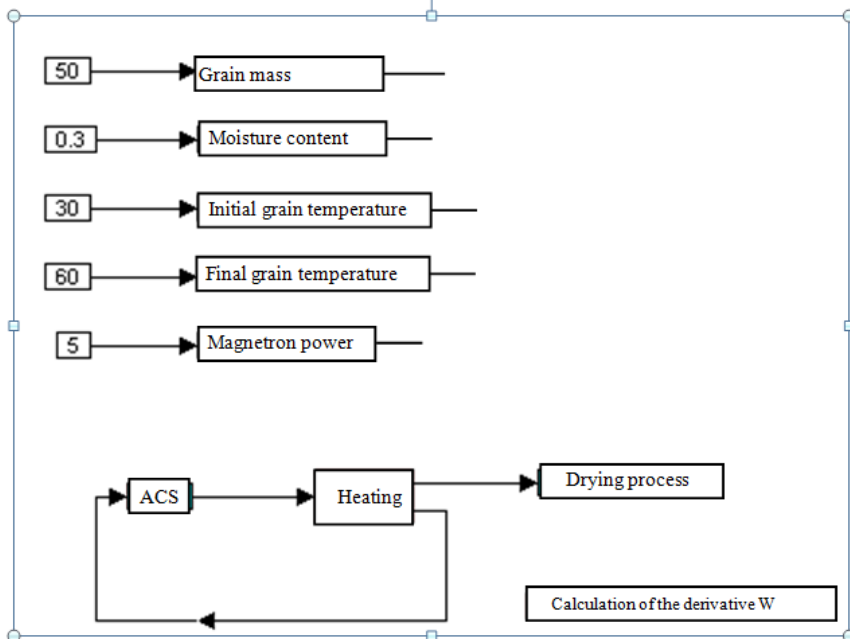 50
Grain mass
0.3
Moisture content
30
Initial grain temperature
60
Final grain temperature
5
Magnetron power
ACS
Heating
Drying process
Calculation of the derivative W